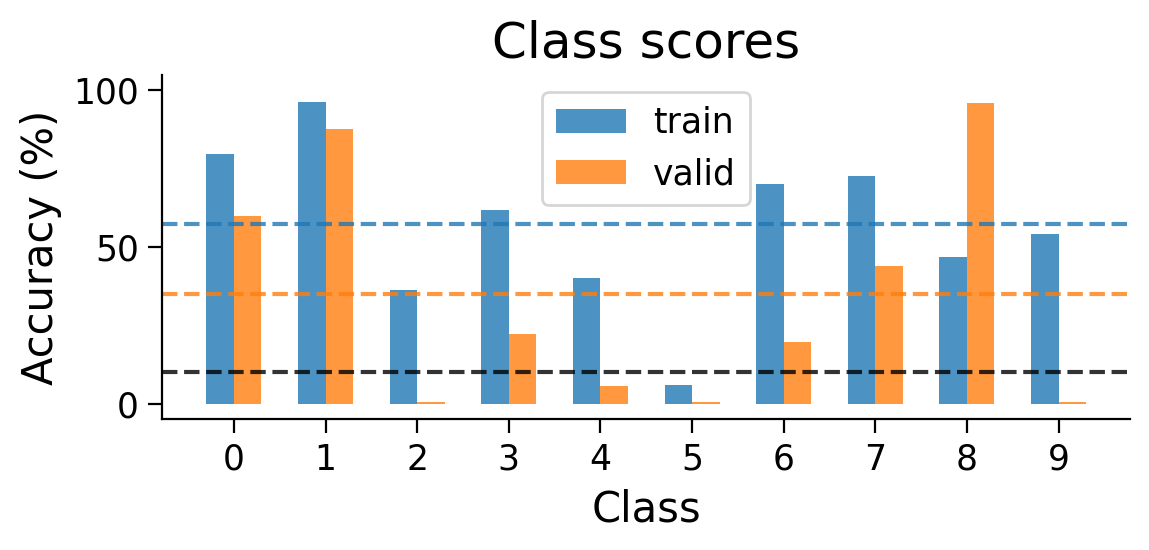 Class scores
train
valid
Accuracy (%)
100
50
0
0 1 2 3 4 5 6 7 8 9
Class